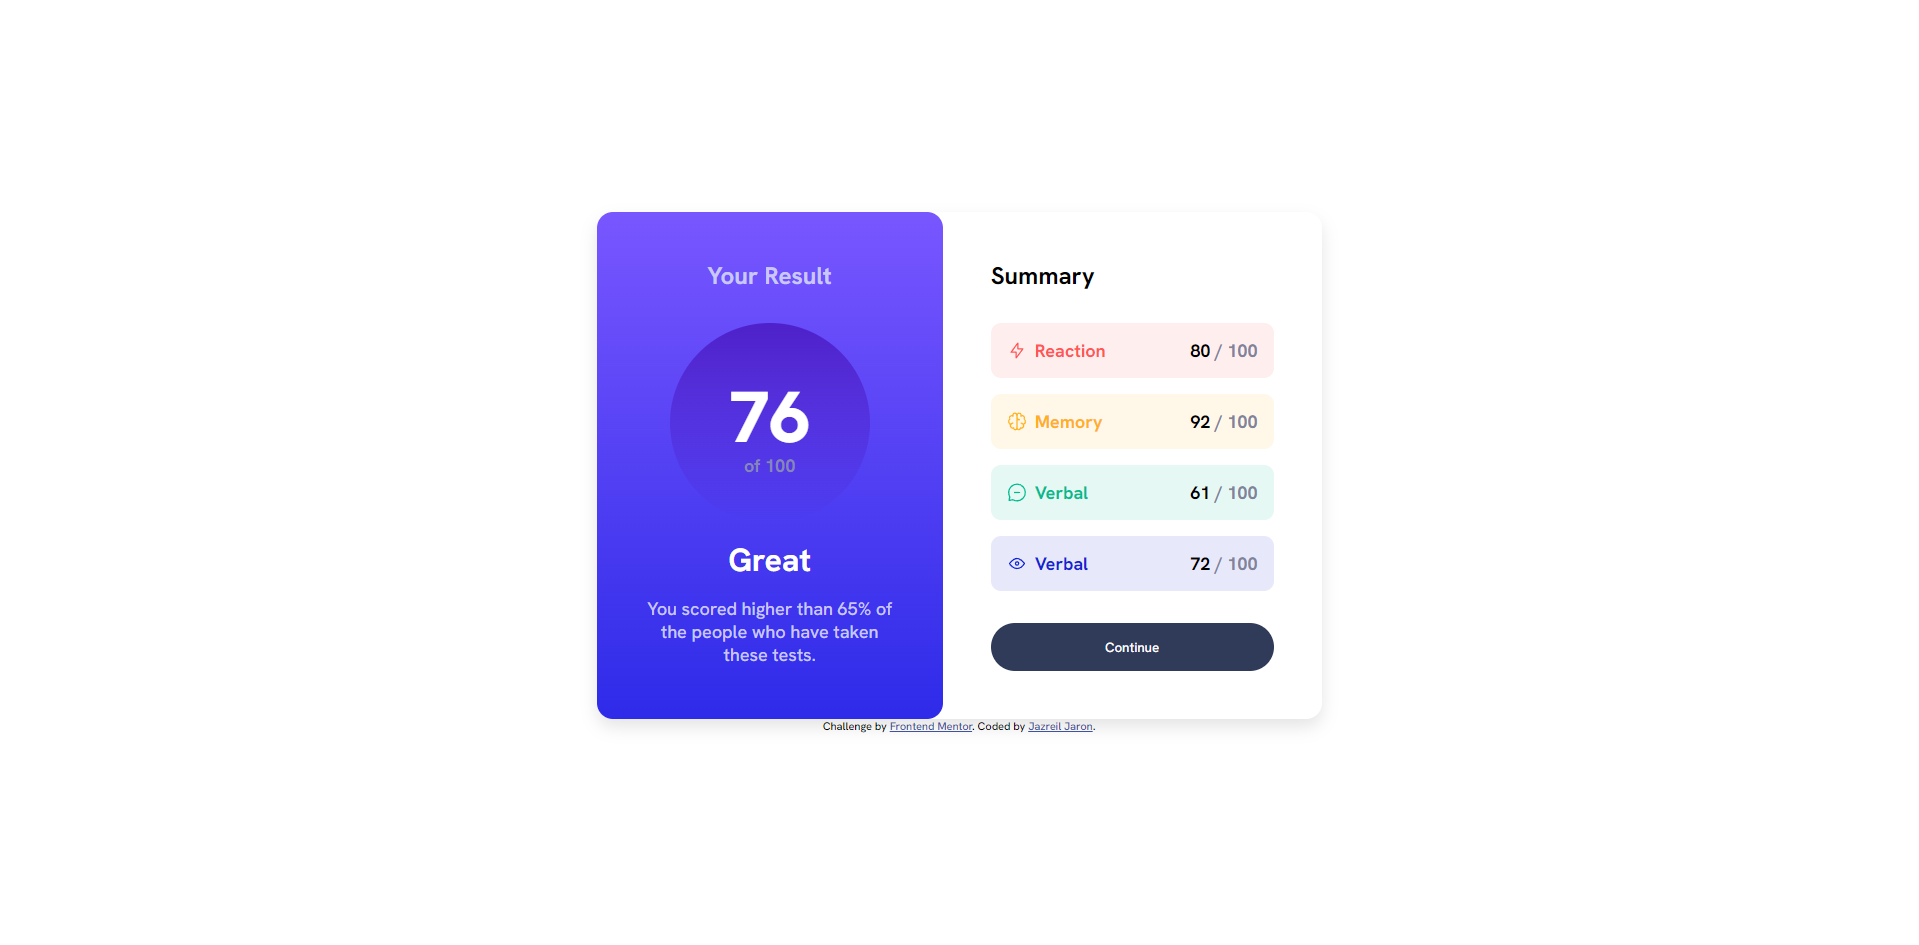 Your Result
76
of 100
Great
You scored higher than 65% of
the people who have taken
these tests.
Summary
Reaction 80 / 100
Memory 92 / 100
Verbal 61 / 100
Verbal 72 / 100
Continue
Challenge by Frontend Mentor. Coded by Jazreil Jaron.